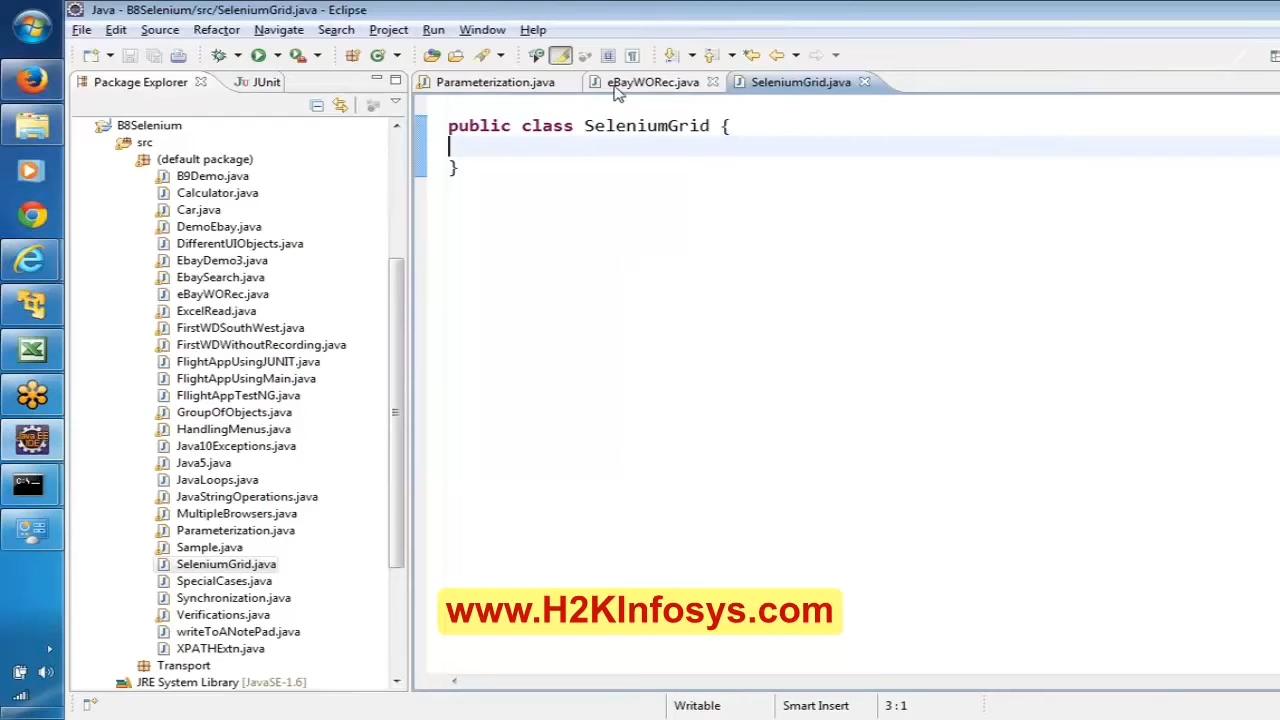 Java - B8Selenium/src/SeleniumGrid.java - Eclipse
File Edit Source Refactor Navigate Search Project Run Window Help
Package Explorer JUnit Parameterization.java eBayWORec.java SeleniumGrid.java
B8Selenium
src
(default package)
B9Demo.java
Calculator.java
Car.java
DemoEbay.java
DifferentUIObjects.java
EbayDemo3.java
EbaySearch.java
eBayWORec.java
ExcelRead.java
FirstWDSouthWest.java
FirstWDWithoutRecording.java
FlightAppUsingJUNIT.java
FlightAppUsingMain.java
FllightAppTestNG.java
GroupOfObjects.java
HandlingMenus.java
Java10Exceptions.java
Java5.java
JavaLoops.java
JavaStringOperations.java
MultipleBrowsers.java
Parameterization.java
Sample.java
SeleniumGrid.java
SpecialCases.java
Synchronization.java
Verifications.java
writeToANotePad.java
XPATHExtn.java
Transport
JRE System Library [JavaSE-1.6]
public class SeleniumGrid {
}
www.H2KInfosys.com
Writable Smart Insert 3 : 1